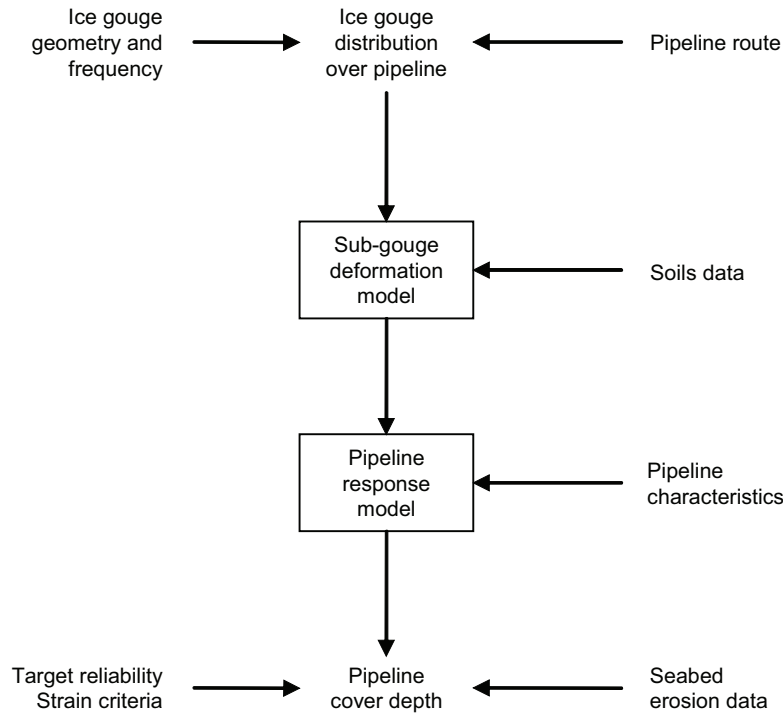 Ice gouge
geometry and
frequency
Ice gouge
distribution
over pipeline
Pipeline route
Sub-gouge
deformation
model
Soils data
Pipeline
response
model
Pipeline
characteristics
Target reliability
Strain criteria
Pipeline
cover depth
Seabed
erosion data